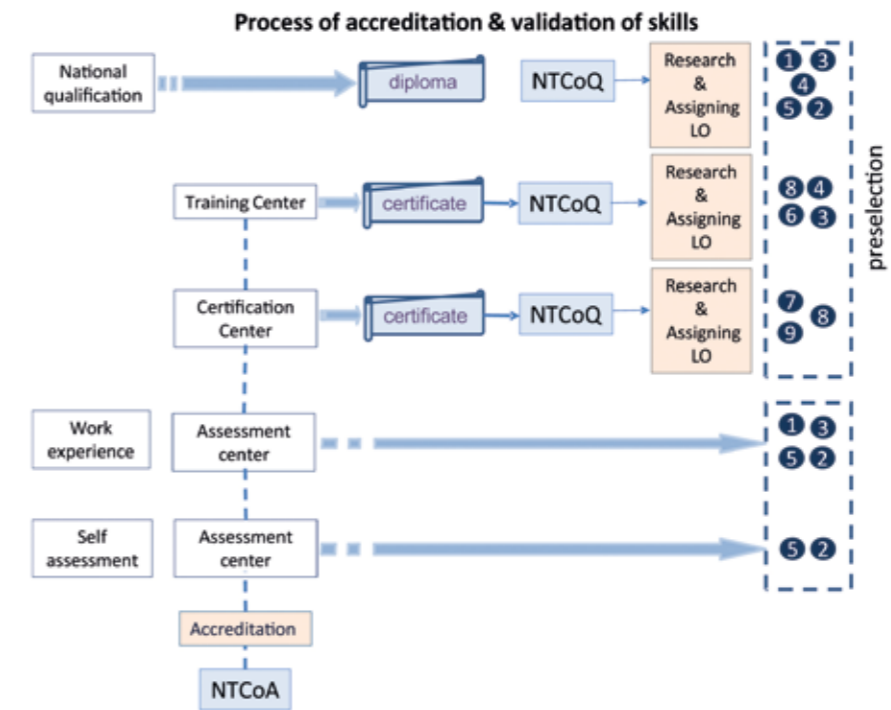 Process of accreditation & validation of skills
National
qualification
diploma
NTCoQ
Research
&
Assigning
LO
1 3
4
5 2
Training Center
certificate
NTCoQ
Research
&
Assigning
LO
8 4
6 3
preselection
Certification
Center
certificate
NTCoQ
Research
&
Assigning
LO
7
8
9
Work
experience
Assessment
center
1 3
5 2
Self
assessment
Assessment
center
5 2
Accreditation
NTCoA